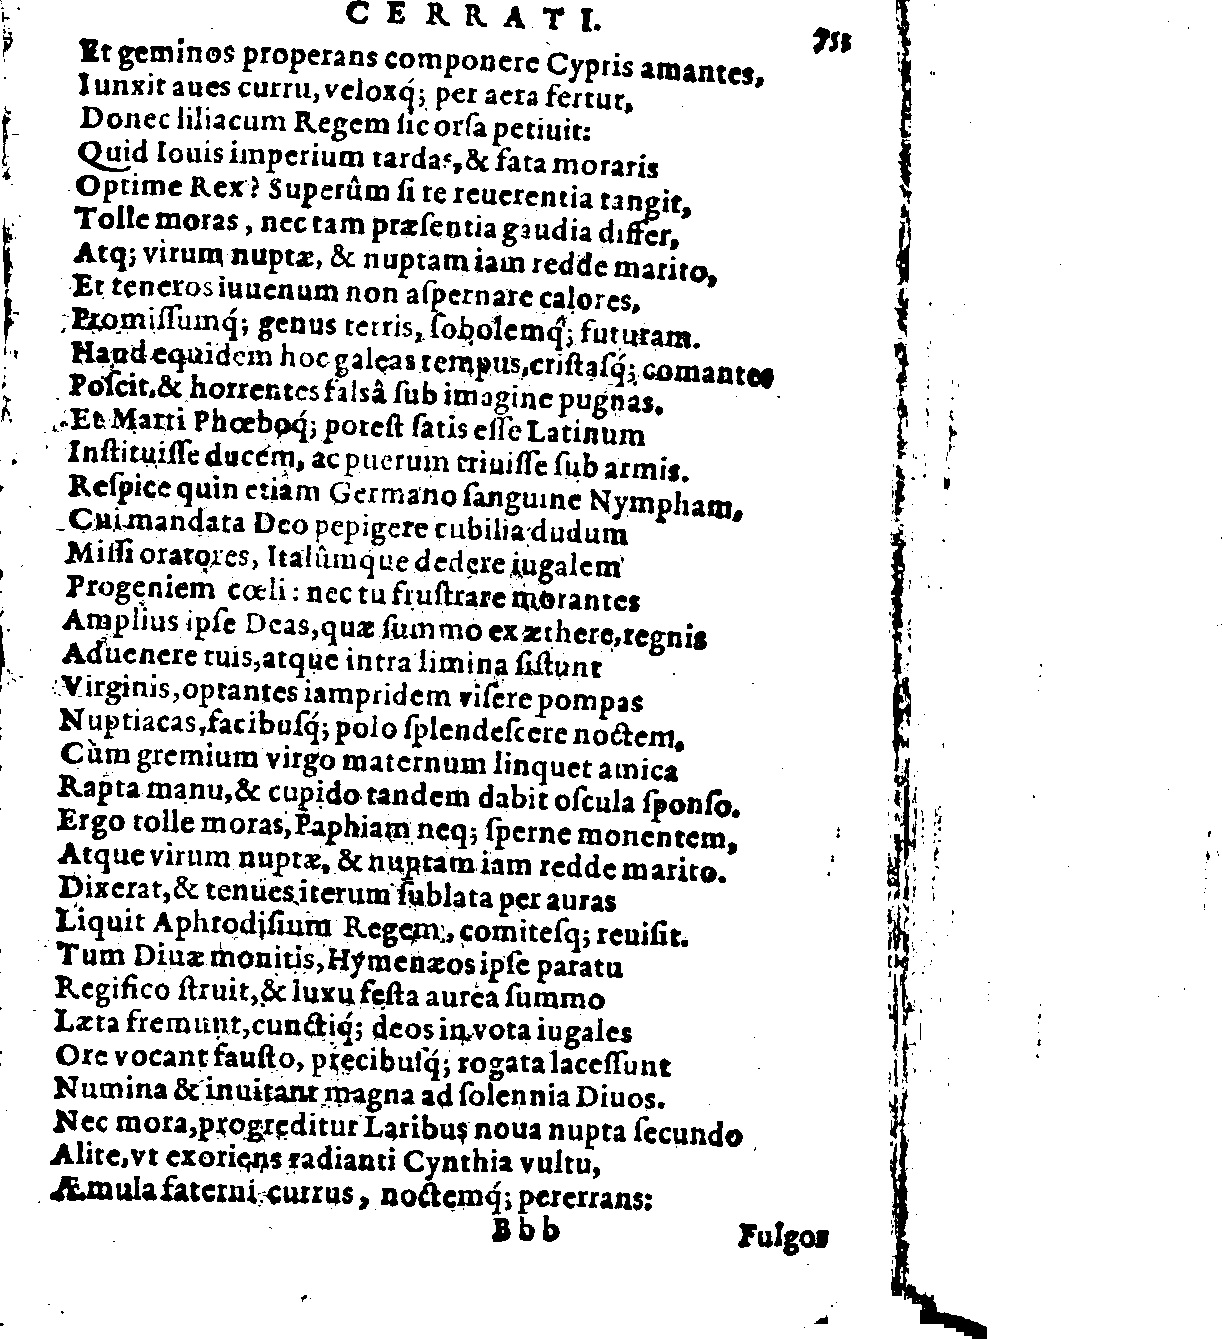 CERRATI.
753
Et geminos properans componere Cypris amantes,
Iunxit aues curru, veloxq́; per aera fertur,
Donec liliacum Regem ſic orſa petiuit:
Quid Iouis imperium tardas, & fata moraris
Optime Rex? Superûm ſi te reuerentia tangit,
Tolle moras, nec tam præſentia gaudia differ,
Atq; virum nuptæ, & nuptam iam redde marito,
Et teneros iuuenum non aſpernare calores,
Promiſſumq́; genus terris, ſobolemq́; futuram.
Haud equidem hoc galeas tempus, criſtaſq́; comantes
Poſcit, & horrentes falsâ ſub imagine pugnas.
Et Marti Phœboq́; poteſt ſatis eſſe Latinum
Inſtituiſſe ducem, ac puerum triuiſſe ſub armis.
Reſpice quin etiam Germano ſanguine Nympham,
Cui mandata Deo pepigere cubilia dudum
Miſſi oratores, Italûmque dedere iugalem
Progeniem cœli: nec tu fruſtrare morantes
Amplius ipſe Deas, quæ ſummo ex æthere, regnis
Aduenere tuis, atque intra limina ſiſtunt
Virginis, optantes iampridem viſere pompas
Nuptiacas, facibuſq́; polo ſplendeſcere noctem,
Cùm gremium virgo maternum linquet amica
Rapta manu, & cupido tandem dabit oſcula ſponſo.
Ergo tolle moras, Paphiam neq; ſperne monentem,
Atque virum nuptæ, & nuptam iam redde marito.
Dixerat, & tenues iterum ſublata per auras
Liquit Aphrodiſium Regem, comiteſq; reuiſit.
Tum Diuæ monitis, Hymenæos ipſe paratu
Regifico ſtruit, & luxu feſta aurea ſummo
Læta fremunt, cunctiq́; deos in vota iugales
Ore vocant fauſto, precibuſq́; rogata laceſſunt
Numina & inuitant magna ad ſolennia Diuos.
Nec mora, progreditur Laribus noua nupta ſecundo
Alite, vt exoriens radianti Cynthia vultu,
Æmula faterni currus, noctemq́; pererrans:
Bbb
Fulgos